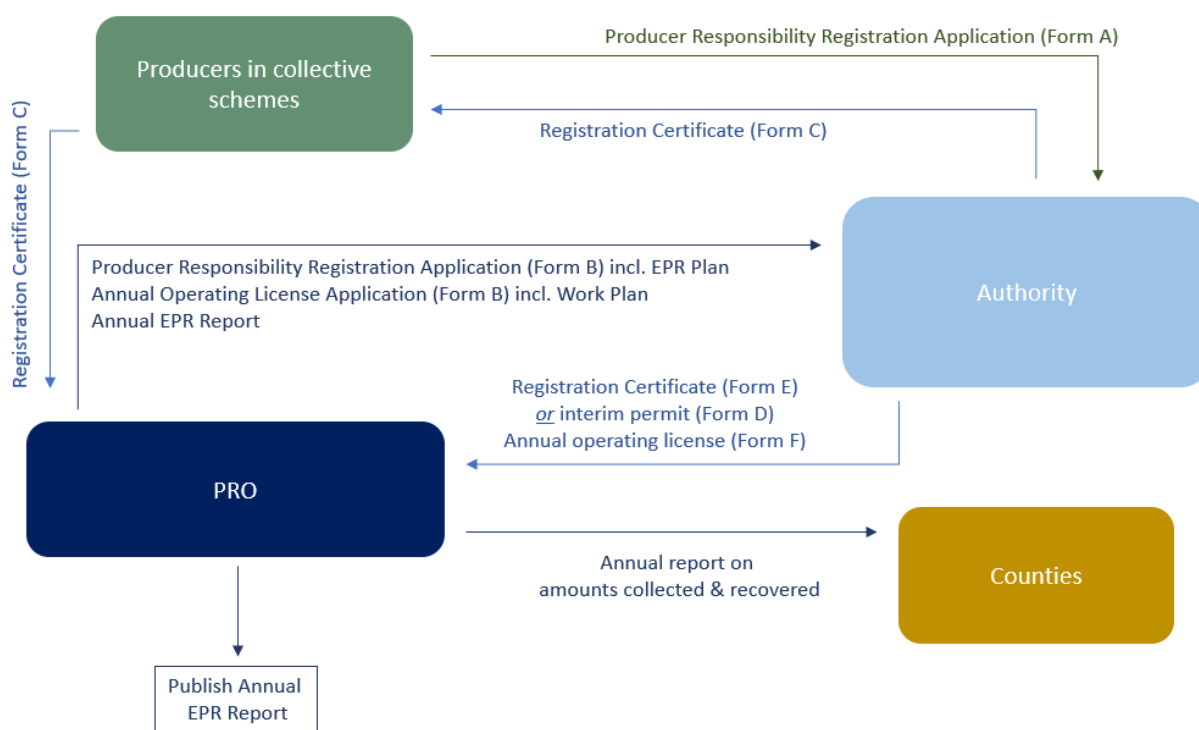 Producer Responsibility Registration Application (Form A)
Producers in collective
schemes
Registration Certificate (Form C)
Registration Certificate (Form C)
Producer Responsibility Registration Application (Form B) incl. EPR Plan
Annual Operating License Application (Form B) incl. Work Plan
Annual EPR Report
Authority
Registration Certificate (Form E)
or interim permit (Form D)
Annual operating license (Form F)
PRO
Annual report on
amounts collected & recovered
Counties
Publish Annual
EPR Report